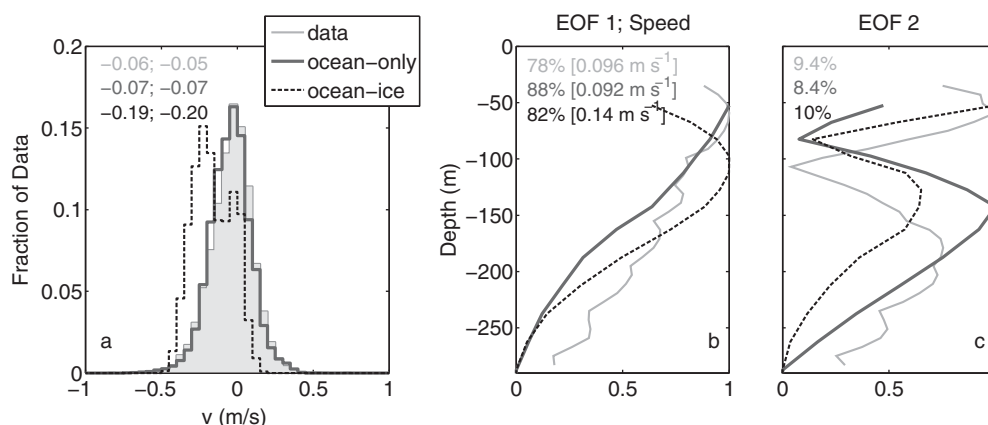 data
ocean-only
ocean-ice
−0.06; −0.05
−0.07; −0.07
−0.19; −0.20
0.2
0.15
0.1
0.05
0
Fraction of Data
a
−1
−0.5
0
0.5
1
v (m/s)
EOF 1; Speed
78% [0.096 m s⁻¹]
88% [0.092 m s⁻¹]
82% [0.14 m s⁻¹]
0
−50
−100
−150
−200
−250
Depth (m)
b
0
0.5
1
EOF 2
9.4%
8.4%
10%
c
0
0.5